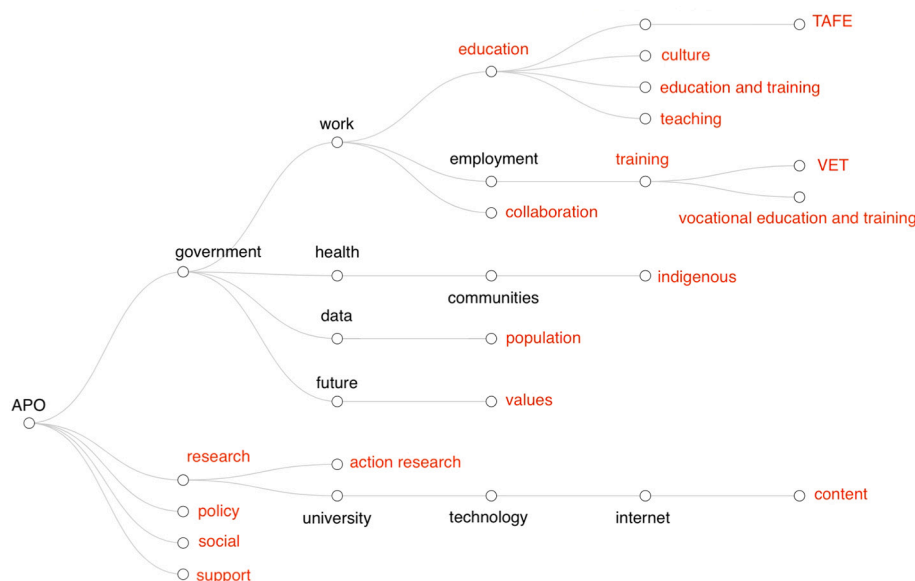 TAFE
education
culture
education and training
teaching
work
employment
training
VET
collaboration
vocational education and training
government
health
communities
indigenous
data
population
future
values
APO
research
action research
university
technology
internet
content
policy
social
support